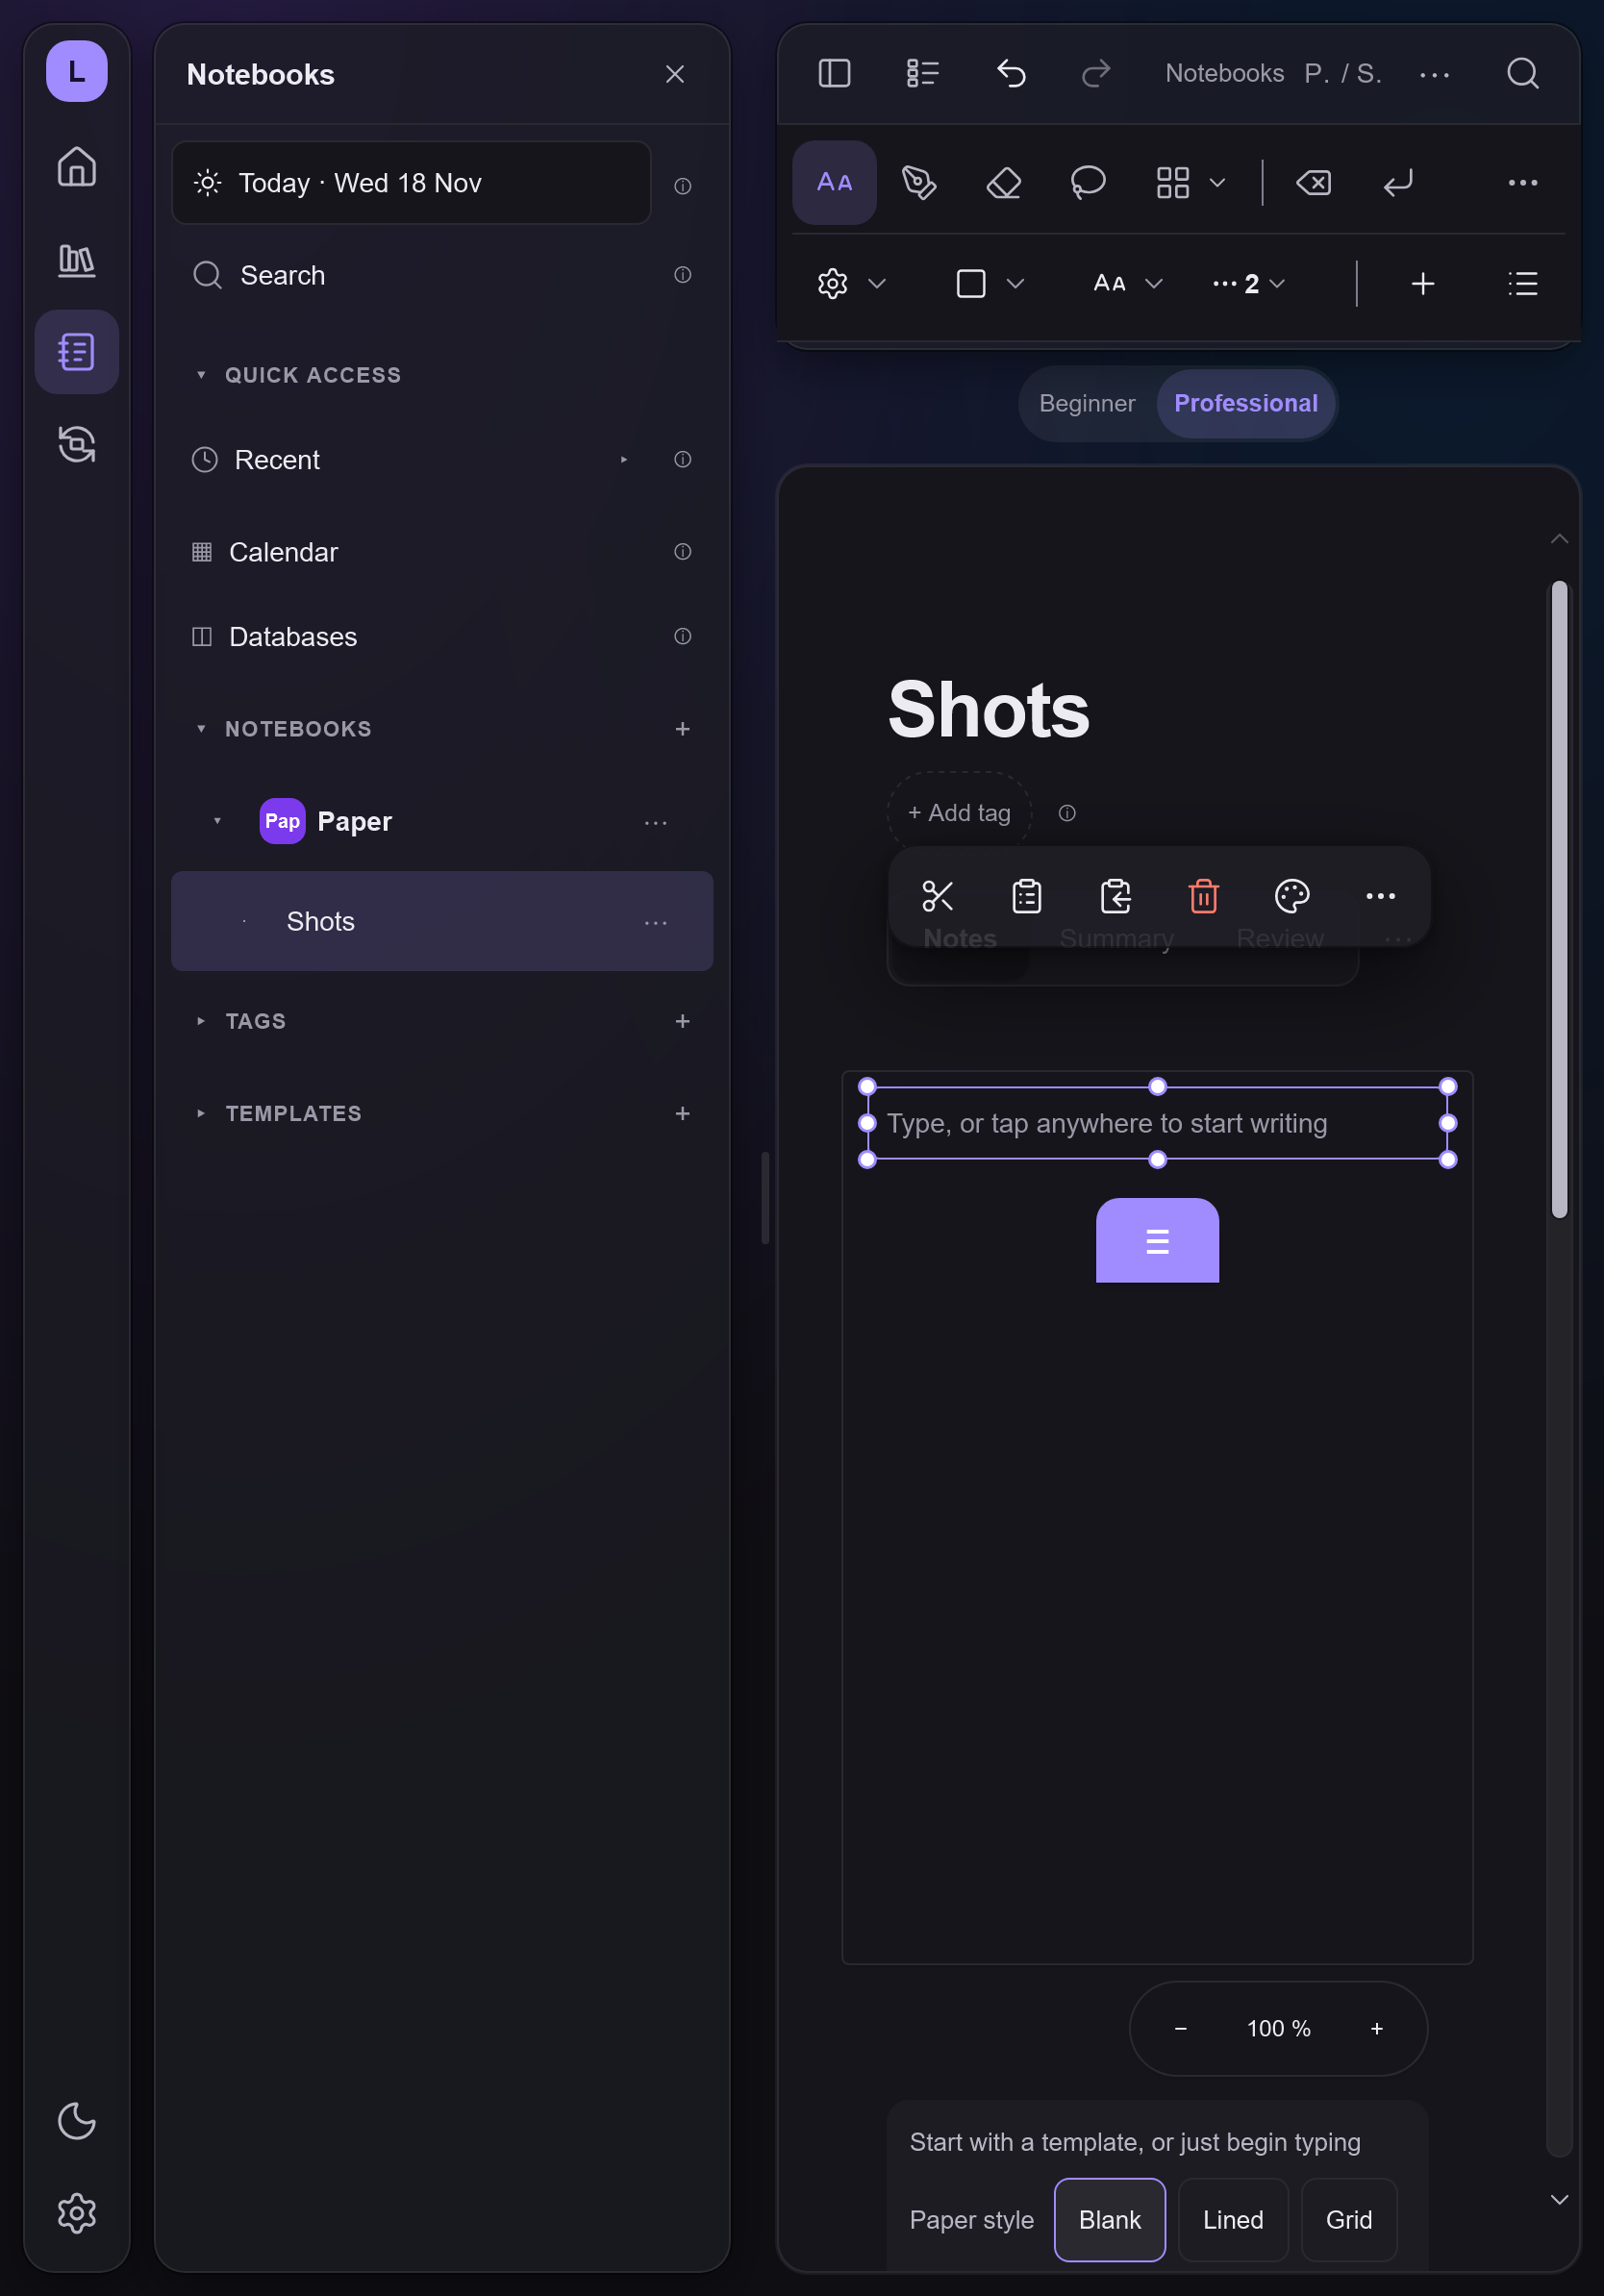 L
Notebooks
Today · Wed 18 Nov
Search
QUICK ACCESS
Recent
Calendar
Databases
NOTEBOOKS
Pap Paper
Shots
TAGS
TEMPLATES
Notebooks P. / S.
AA
AA 2
Beginner Professional
Shots
+ Add tag
Notes Summary Review
Type, or tap anywhere to start writing
− 100 % +
Start with a template, or just begin typing
Paper style Blank Lined Grid